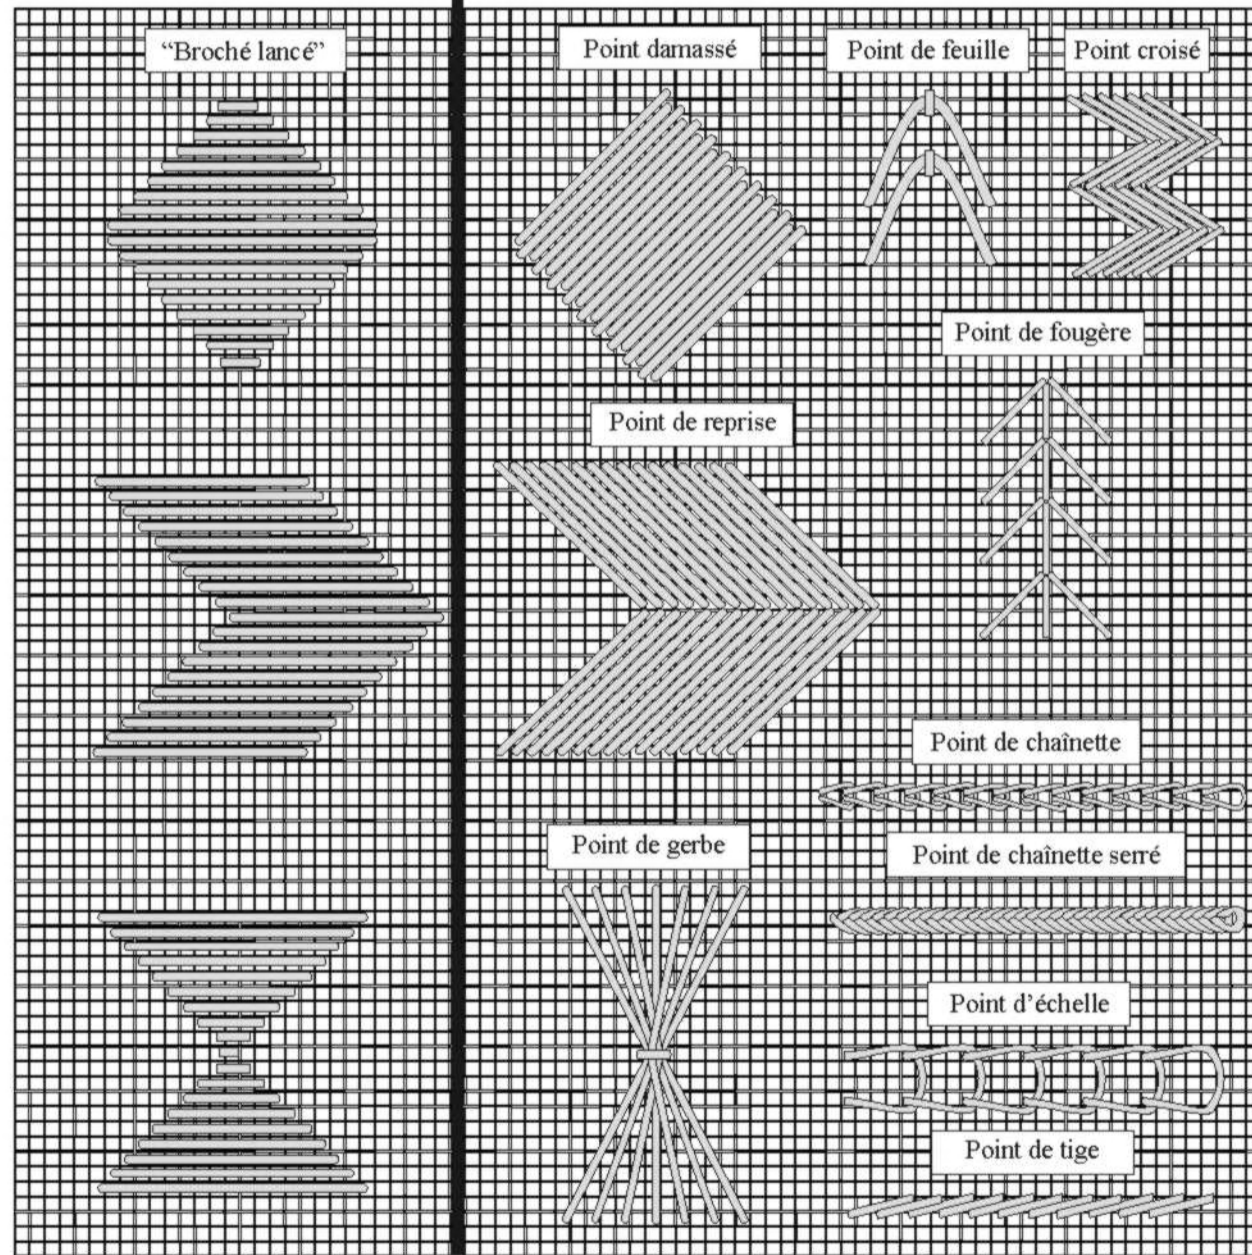 “Broché lancé”
Point damassé
Point de feuille
Point croisé
Point de fougère
Point de reprise
Point de chaînette
Point de gerbe
Point de chaînette serré
Point d’échelle
Point de tige